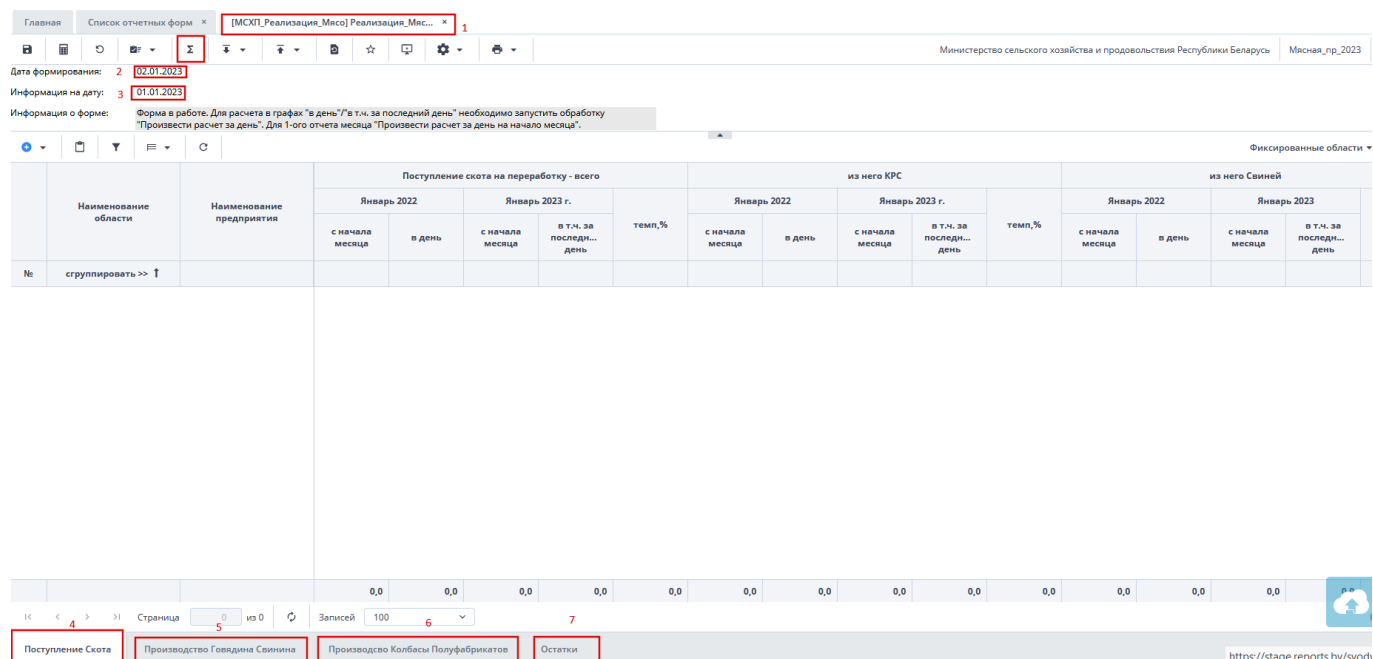 Главная Список отчетных форм × [МСХП_Реализация_Мясо] Реализация_Мяс... × 1
Министерство сельского хозяйства и продовольствия Республики Беларусь Мясная_пр_2023
Дата формирования: 2 02.01.2023
Информация на дату: 3 01.01.2023
Информация о форме: Форма в работе. Для расчета в графах "в день"/"в т.ч. за последний день" необходимо запустить обработку
"Произвести расчет за день". Для 1-ого отчета месяца "Произвести расчет за день на начало месяца".
Фиксированные области
Поступление скота на переработку - всего из него КРС из него Свиней
Наименование области Наименование предприятия Январь 2022 Январь 2023 г. темп,% Январь 2022 Январь 2023 г. темп,% Январь 2022 Январь 2023
с начала месяца в день с начала месяца в т.ч. за последн... день с начала месяца в день с начала месяца в т.ч. за последн... день с начала месяца в день с начала месяца в т.ч. за последн... день
№ сгруппировать >>
0,0 0,0 0,0 0,0 0,0 0,0 0,0 0,0 0,0 0,0 0,0 0,0 0,0
Страница 0 из 0 Записей 100
4 5 6 7
Поступление Скота Производство Говядина Свинина Производсво Колбасы Полуфабрикатов Остатки
https://stage.reports.by/svody